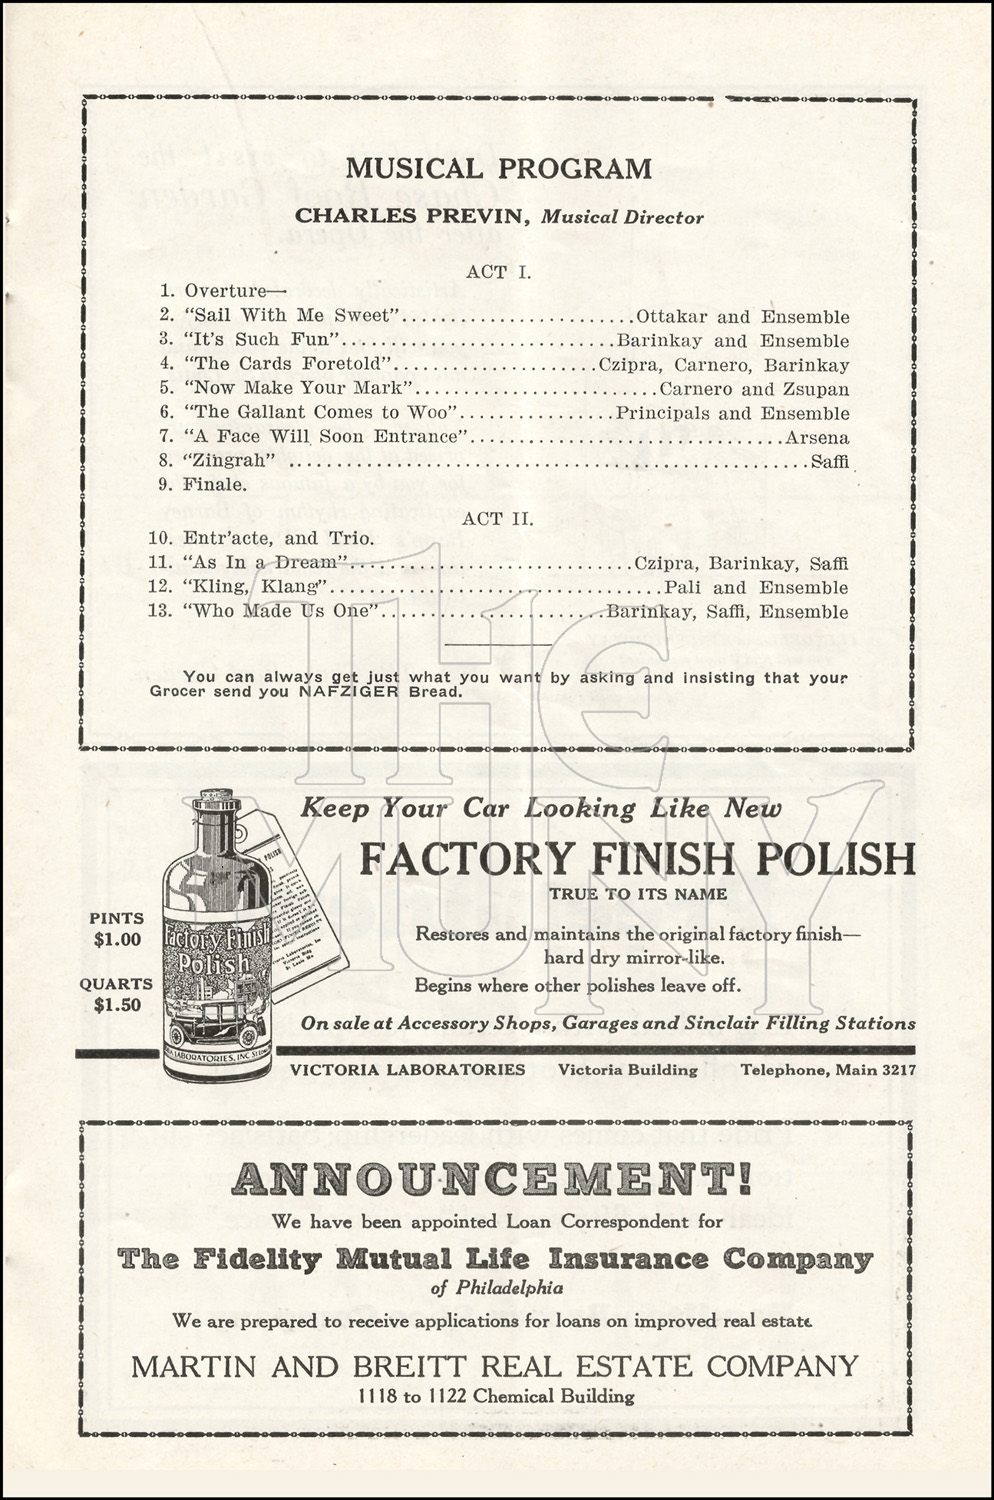 MUSICAL PROGRAM
CHARLES PREVIN, Musical Director
ACT I.
1. Overture—
2. “Sail With Me Sweet”........................Ottakar and Ensemble
3. “It's Such Fun”............................Barinkay and Ensemble
4. “The Cards Foretold”.....................Czipra, Carnero, Barinkay
5. “Now Make Your Mark”.........................Carnero and Zsupan
6. “The Gallant Comes to Woo”................Principals and Ensemble
7. “A Face Will Soon Entrance”................................Arsena
8. “Zingrah” .....................................................Saffi
9. Finale.
ACT II.
10. Entr'acte, and Trio.
11. “As In a Dream”.............................Czipra, Barinkay, Saffi
12. “Kling, Klang”..................................Pali and Ensemble
13. “Who Made Us One”.......................Barinkay, Saffi, Ensemble
You can always get just what you want by asking and insisting that your
Grocer send you NAFZIGER Bread.
THE
MUNY
Keep Your Car Looking Like New
FACTORY FINISH POLISH
TRUE TO ITS NAME
PINTS
$1.00
QUARTS
$1.50
Factory Finish
Polish
Restores and maintains the original factory finish—
hard dry mirror-like.
Begins where other polishes leave off.
On sale at Accessory Shops, Garages and Sinclair Filling Stations
VICTORIA LABORATORIES Victoria Building Telephone, Main 3217
ANNOUNCEMENT!
We have been appointed Loan Correspondent for
The Fidelity Mutual Life Insurance Company
of Philadelphia
We are prepared to receive applications for loans on improved real estate
MARTIN AND BREITT REAL ESTATE COMPANY
1118 to 1122 Chemical Building